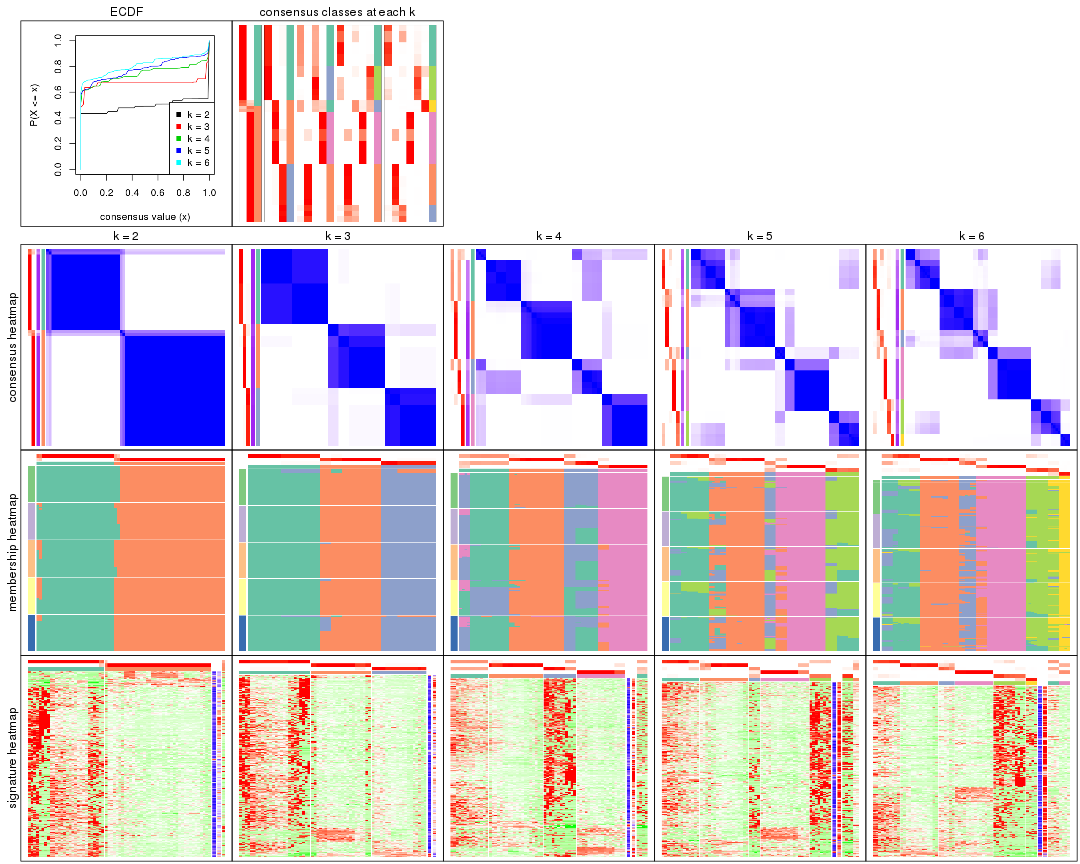 ECDF
consensus classes at each k
P(X <= x)
0.0 0.2 0.4 0.6 0.8 1.0
k = 2
k = 3
k = 4
k = 5
k = 6
0.0 0.2 0.4 0.6 0.8 1.0
consensus value (x)
k = 2
k = 3
k = 4
k = 5
k = 6
consensus heatmap
membership heatmap
signature heatmap